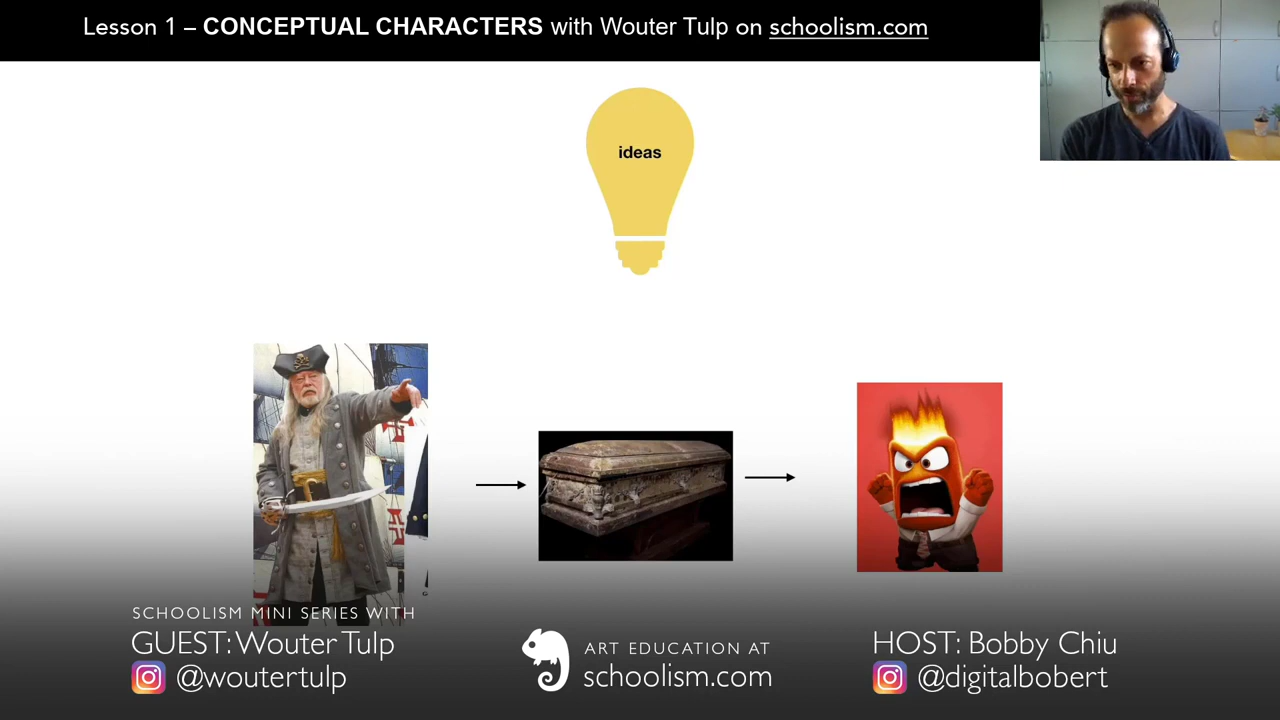 Lesson 1 – CONCEPTUAL CHARACTERS with Wouter Tulp on schoolism.com
ideas
SCHOOLISM MINI SERIES WITH
GUEST: Wouter Tulp
@woutertulp
ART EDUCATION AT
schoolism.com
HOST: Bobby Chiu
@digitalbobert